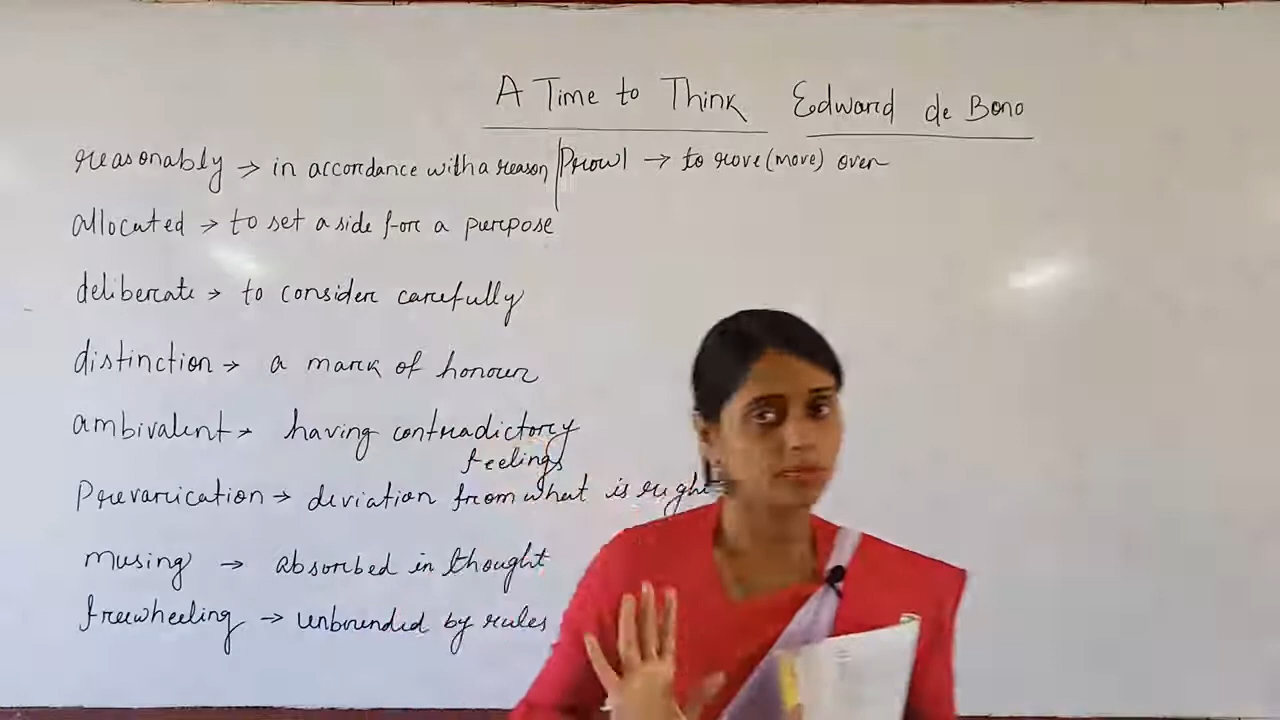 A Time to Think Edward de Bono
reasonably → in accordance with a reason | Prowl → to rove (move) over
allocated → to set aside for a purpose
deliberate → to consider carefully
distinction → a mark of honour
ambivalent → having contradictory
feelings
Prevarication → deviation from what is right
musing → absorbed in thought
freewheeling → unbounded by rules